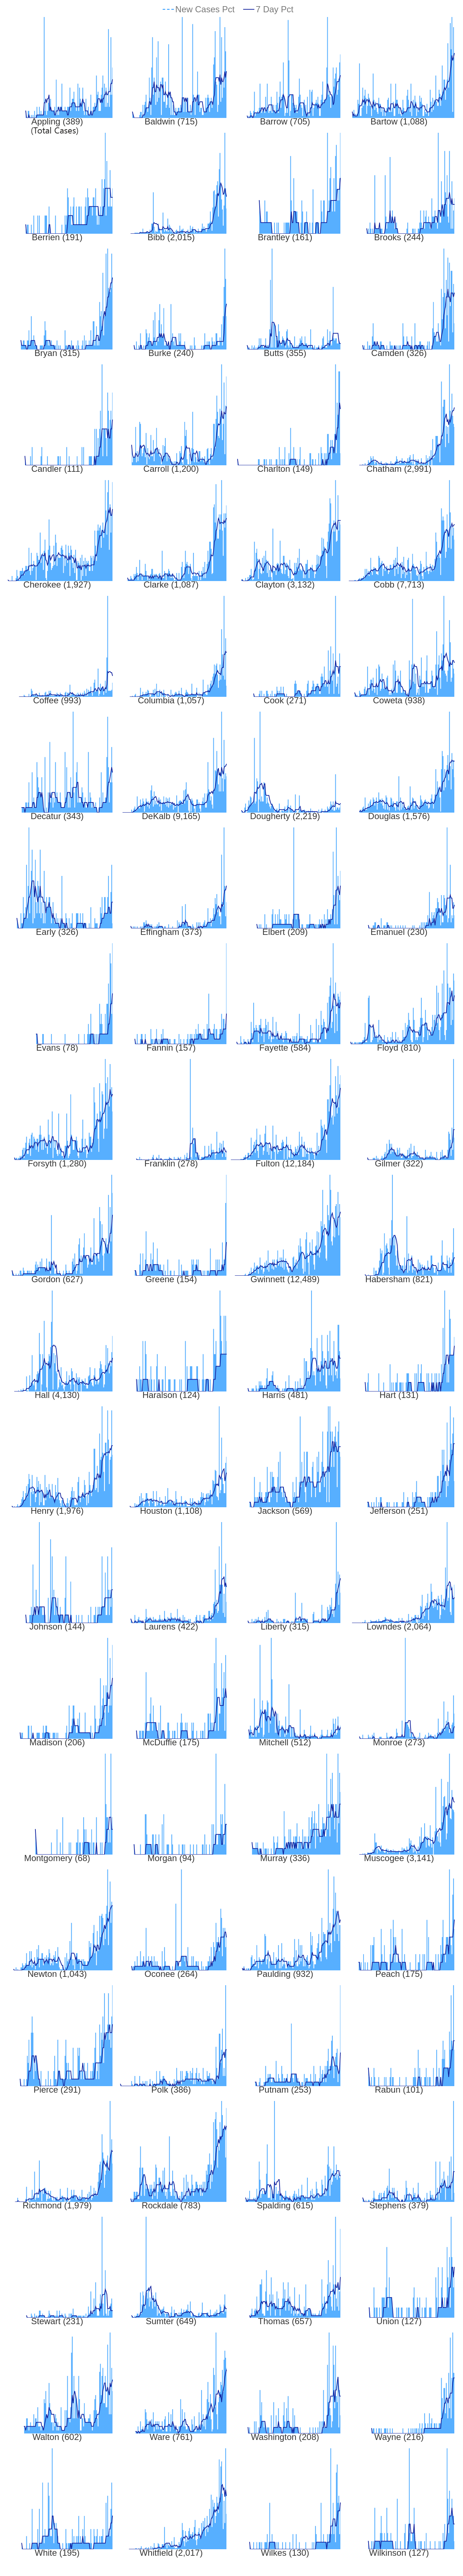 New Cases Pct 7 Day Pct
Appling (389) Baldwin (715) Barrow (705) Bartow (1,088)
(Total Cases)
Berrien (191) Bibb (2,015) Brantley (161) Brooks (244)
Bryan (315) Burke (240) Butts (355) Camden (326)
Candler (111) Carroll (1,200) Charlton (149) Chatham (2,991)
Cherokee (1,927) Clarke (1,087) Clayton (3,132) Cobb (7,713)
Coffee (993) Columbia (1,057) Cook (271) Coweta (938)
Decatur (343) DeKalb (9,165) Dougherty (2,219) Douglas (1,576)
Early (326) Effingham (373) Elbert (209) Emanuel (230)
Evans (78) Fannin (157) Fayette (584) Floyd (810)
Forsyth (1,280) Franklin (278) Fulton (12,184) Gilmer (322)
Gordon (627) Greene (154) Gwinnett (12,489) Habersham (821)
Hall (4,130) Haralson (124) Harris (481) Hart (131)
Henry (1,976) Houston (1,108) Jackson (569) Jefferson (251)
Johnson (144) Laurens (422) Liberty (315) Lowndes (2,064)
Madison (206) McDuffie (175) Mitchell (512) Monroe (273)
Montgomery (68) Morgan (94) Murray (336) Muscogee (3,141)
Newton (1,043) Oconee (264) Paulding (932) Peach (175)
Pierce (291) Polk (386) Putnam (253) Rabun (101)
Richmond (1,979) Rockdale (783) Spalding (615) Stephens (379)
Stewart (231) Sumter (649) Thomas (657) Union (127)
Walton (602) Ware (761) Washington (208) Wayne (216)
White (195) Whitfield (2,017) Wilkes (130) Wilkinson (127)